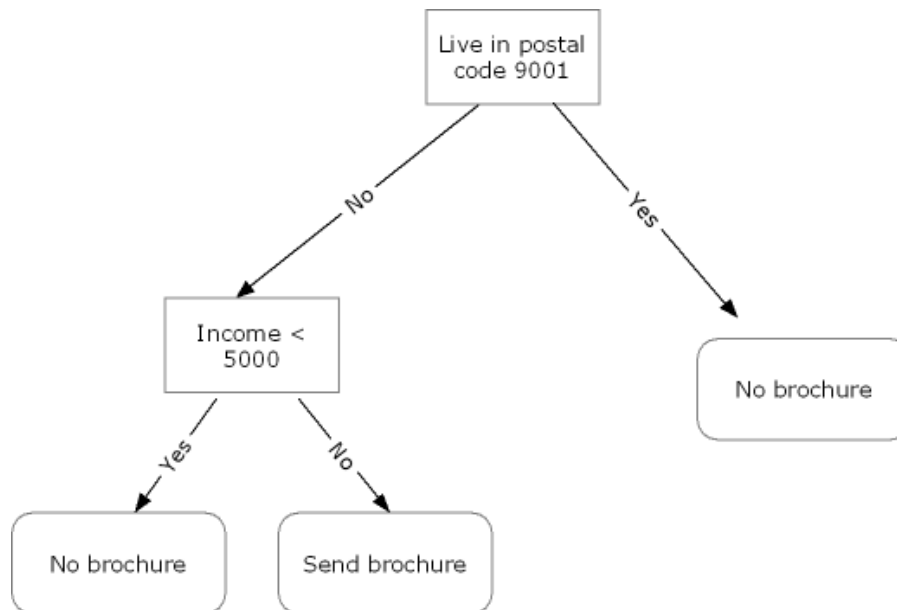 Live in postal
code 9001
No
Yes
Income <
5000
No brochure
Yes
No
No brochure
Send brochure